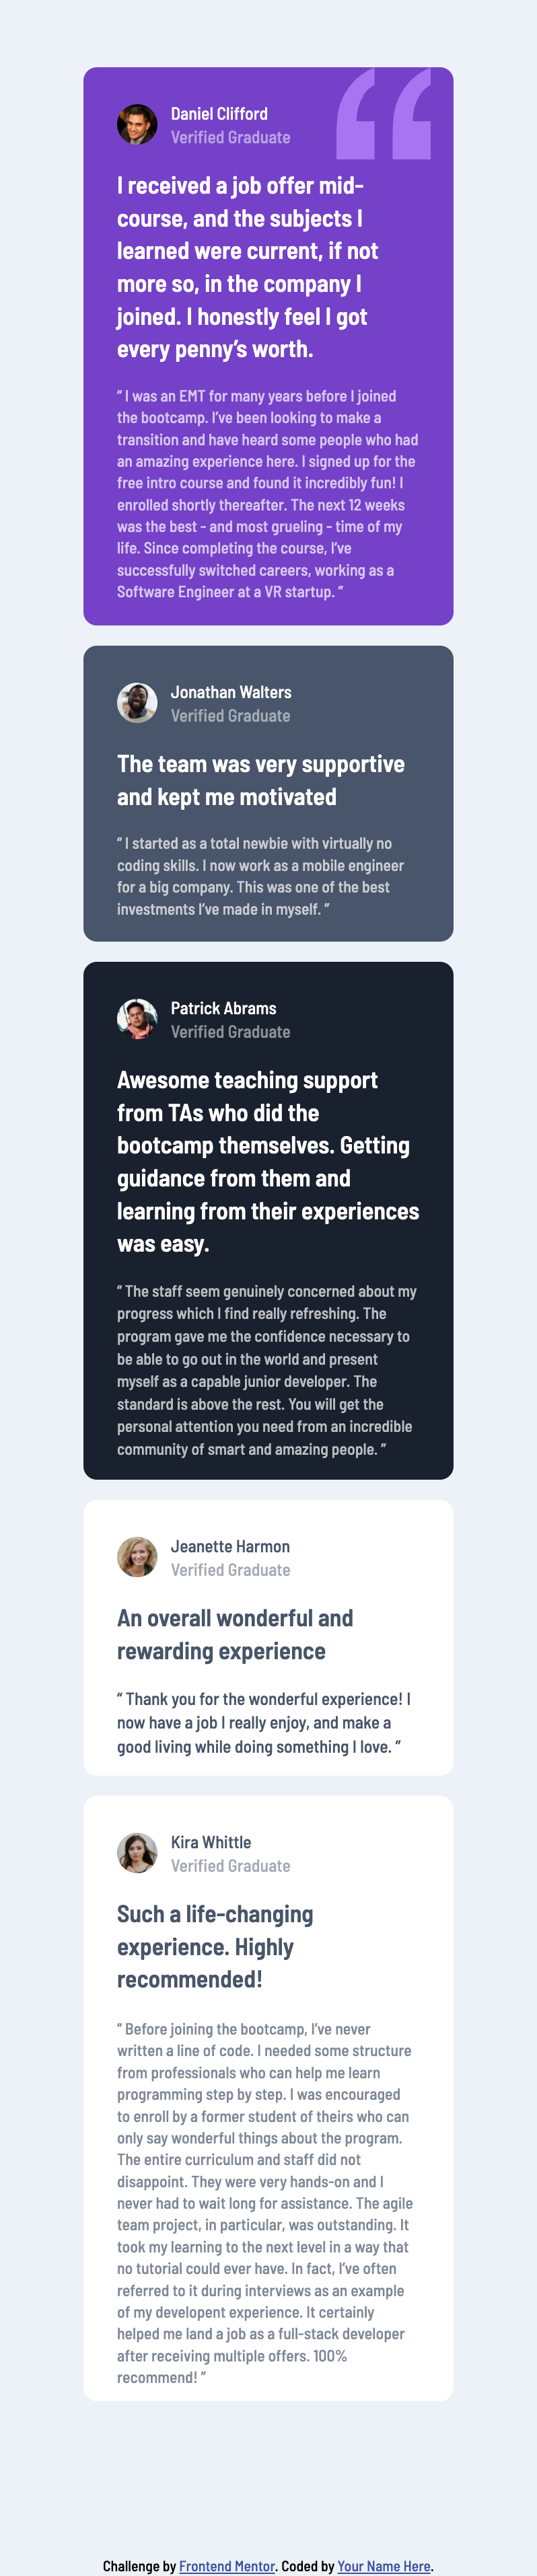 Daniel Clifford
Verified Graduate
I received a job offer mid-
course, and the subjects I
learned were current, if not
more so, in the company I
joined. I honestly feel I got
every penny’s worth.
“ I was an EMT for many years before I joined
the bootcamp. I’ve been looking to make a
transition and have heard some people who had
an amazing experience here. I signed up for the
free intro course and found it incredibly fun! I
enrolled shortly thereafter. The next 12 weeks
was the best - and most grueling - time of my
life. Since completing the course, I’ve
successfully switched careers, working as a
Software Engineer at a VR startup. ”
Jonathan Walters
Verified Graduate
The team was very supportive
and kept me motivated
“ I started as a total newbie with virtually no
coding skills. I now work as a mobile engineer
for a big company. This was one of the best
investments I’ve made in myself. ”
Patrick Abrams
Verified Graduate
Awesome teaching support
from TAs who did the
bootcamp themselves. Getting
guidance from them and
learning from their experiences
was easy.
“ The staff seem genuinely concerned about my
progress which I find really refreshing. The
program gave me the confidence necessary to
be able to go out in the world and present
myself as a capable junior developer. The
standard is above the rest. You will get the
personal attention you need from an incredible
community of smart and amazing people. ”
Jeanette Harmon
Verified Graduate
An overall wonderful and
rewarding experience
“ Thank you for the wonderful experience! I
now have a job I really enjoy, and make a
good living while doing something I love. ”
Kira Whittle
Verified Graduate
Such a life-changing
experience. Highly
recommended!
“ Before joining the bootcamp, I’ve never
written a line of code. I needed some structure
from professionals who can help me learn
programming step by step. I was encouraged
to enroll by a former student of theirs who can
only say wonderful things about the program.
The entire curriculum and staff did not
disappoint. They were very hands-on and I
never had to wait long for assistance. The agile
team project, in particular, was outstanding. It
took my learning to the next level in a way that
no tutorial could ever have. In fact, I’ve often
referred to it during interviews as an example
of my developent experience. It certainly
helped me land a job as a full-stack developer
after receiving multiple offers. 100%
recommend! ”
Challenge by Frontend Mentor. Coded by Your Name Here.